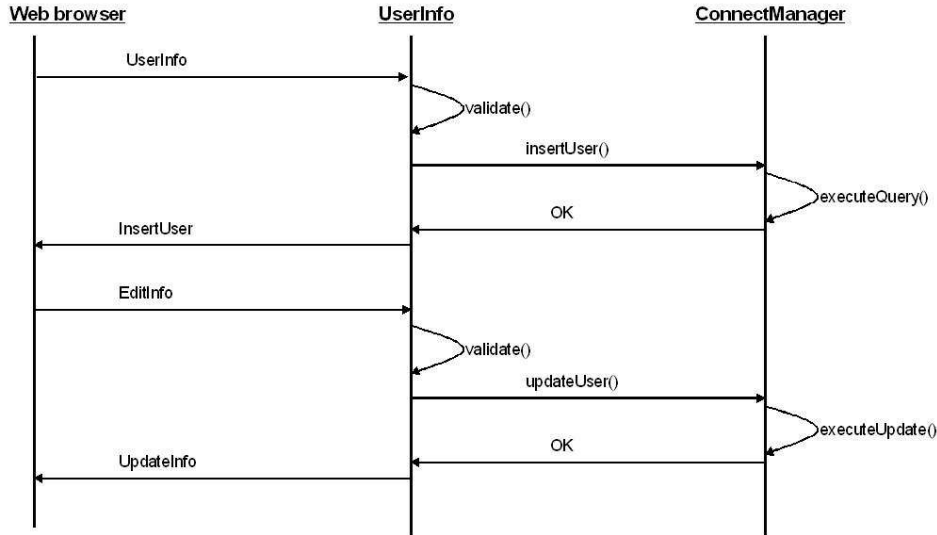 Web browser
UserInfo
ConnectManager
UserInfo
validate()
insertUser()
executeQuery()
OK
InsertUser
EditInfo
validate()
updateUser()
executeUpdate()
OK
UpdateInfo